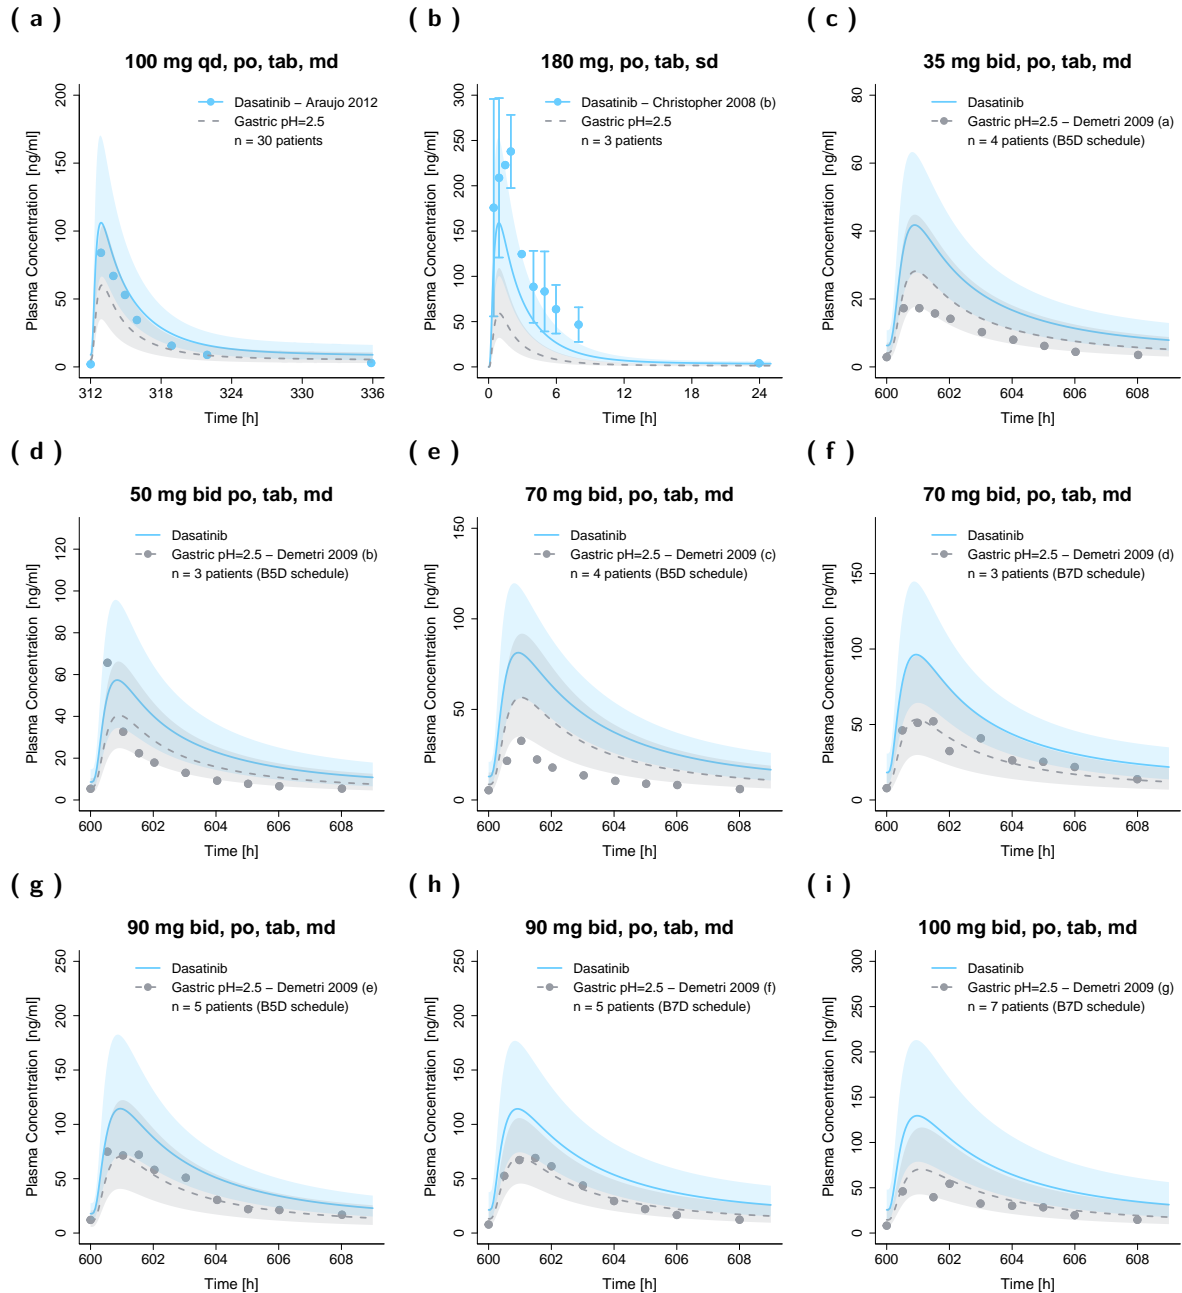 ( a )
100 mg qd, po, tab, md
Dasatinib − Araujo 2012
Gastric pH=2.5
n = 30 patients
Plasma Concentration [ng/ml]
0
50
100
150
200
312
318
324
330
336
Time [h]
( b )
180 mg, po, tab, sd
Dasatinib − Christopher 2008 (b)
Gastric pH=2.5
n = 3 patients
Plasma Concentration [ng/ml]
0
50
100
150
200
250
300
0
6
12
18
24
Time [h]
( c )
35 mg bid, po, tab, md
Dasatinib
Gastric pH=2.5 − Demetri 2009 (a)
n = 4 patients (B5D schedule)
Plasma Concentration [ng/ml]
0
20
40
60
80
600
602
604
606
608
Time [h]
( d )
50 mg bid po, tab, md
Dasatinib
Gastric pH=2.5 − Demetri 2009 (b)
n = 3 patients (B5D schedule)
Plasma Concentration [ng/ml]
0
20
40
60
80
100
120
600
602
604
606
608
Time [h]
( e )
70 mg bid, po, tab, md
Dasatinib
Gastric pH=2.5 − Demetri 2009 (c)
n = 4 patients (B5D schedule)
Plasma Concentration [ng/ml]
0
50
100
150
600
602
604
606
608
Time [h]
( f )
70 mg bid, po, tab, md
Dasatinib
Gastric pH=2.5 − Demetri 2009 (d)
n = 3 patients (B7D schedule)
Plasma Concentration [ng/ml]
0
50
100
150
600
602
604
606
608
Time [h]
( g )
90 mg bid, po, tab, md
Dasatinib
Gastric pH=2.5 − Demetri 2009 (e)
n = 5 patients (B5D schedule)
Plasma Concentration [ng/ml]
0
50
100
150
200
250
600
602
604
606
608
Time [h]
( h )
90 mg bid, po, tab, md
Dasatinib
Gastric pH=2.5 − Demetri 2009 (f)
n = 5 patients (B7D schedule)
Plasma Concentration [ng/ml]
0
50
100
150
200
250
600
602
604
606
608
Time [h]
( i )
100 mg bid, po, tab, md
Dasatinib
Gastric pH=2.5 − Demetri 2009 (g)
n = 7 patients (B7D schedule)
Plasma Concentration [ng/ml]
0
50
100
150
200
250
300
600
602
604
606
608
Time [h]